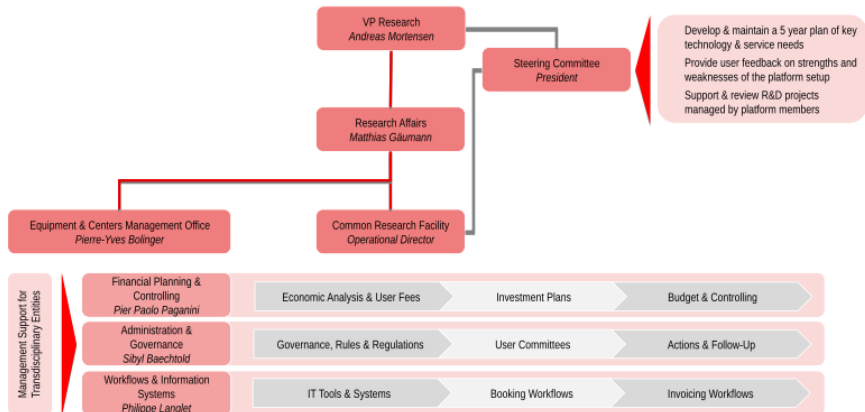 VP Research
Andreas Mortensen
Steering Committee
President
Develop & maintain a 5 year plan of key
technology & service needs
Provide user feedback on strengths and
weaknesses of the platform setup
Support & review R&D projects
managed by platform members
Research Affairs
Matthias Gäumann
Equipment & Centers Management Office
Pierre-Yves Bolinger
Common Research Facility
Operational Director
Management Support for
Transdisciplinary Entities
Financial Planning &
Controlling
Pier Paolo Paganini
Economic Analysis & User Fees
Investment Plans
Budget & Controlling
Administration &
Governance
Sibyl Baechtold
Governance, Rules & Regulations
User Committees
Actions & Follow-Up
Workflows & Information
Systems
Philippe Langlet
IT Tools & Systems
Booking Workflows
Invoicing Workflows